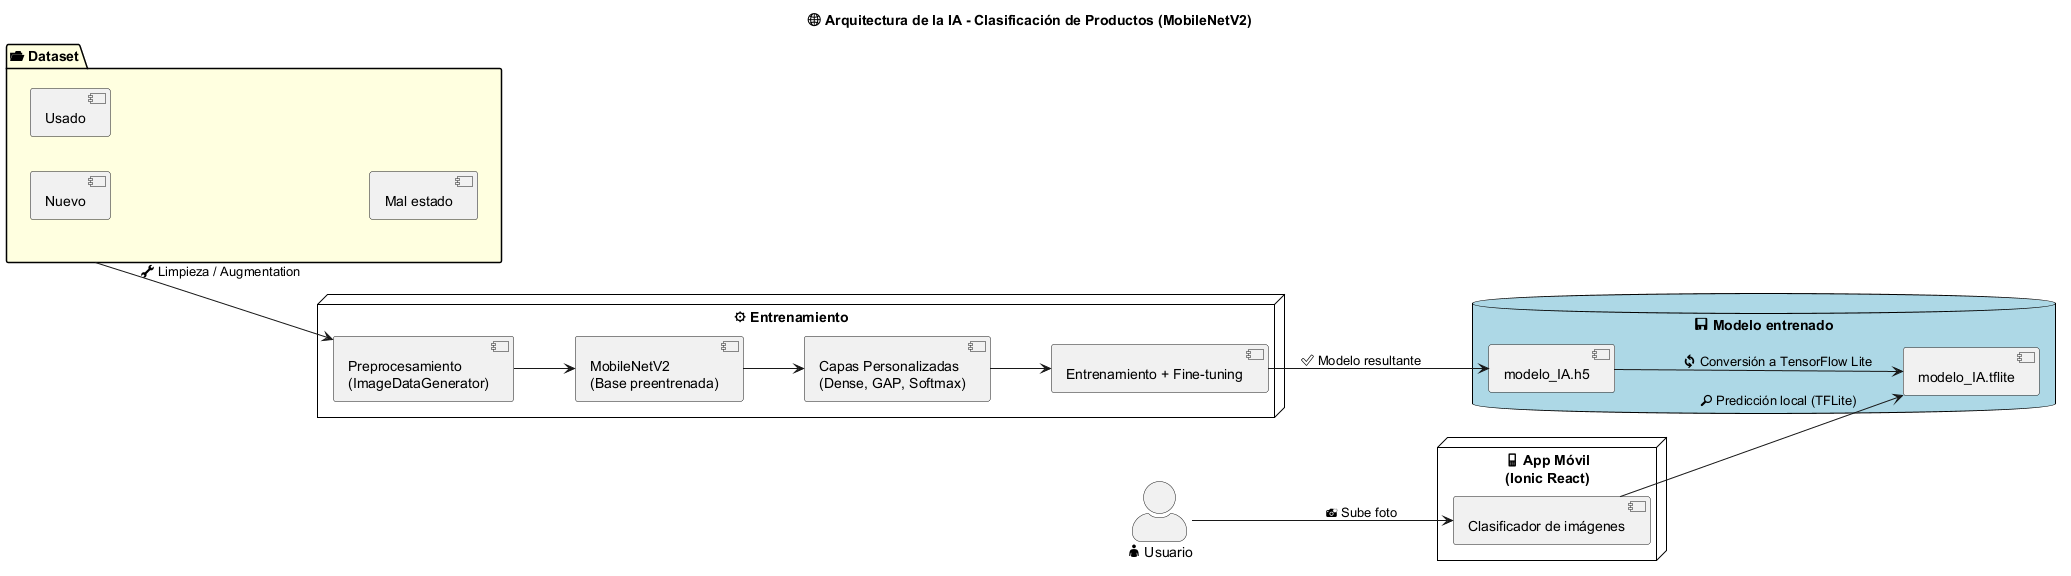 Arquitectura de la IA - Clasificación de Productos (MobileNetV2)
Dataset
Usado
Nuevo
Mal estado
Limpieza / Augmentation
Entrenamiento
Preprocesamiento
(ImageDataGenerator)
MobileNetV2
(Base preentrenada)
Capas Personalizadas
(Dense, GAP, Softmax)
Entrenamiento + Fine-tuning
Modelo resultante
Modelo entrenado
modelo_IA.h5
Conversión a TensorFlow Lite
modelo_IA.tflite
Predicción local (TFLite)
App Móvil
(Ionic React)
Clasificador de imágenes
Sube foto
Usuario